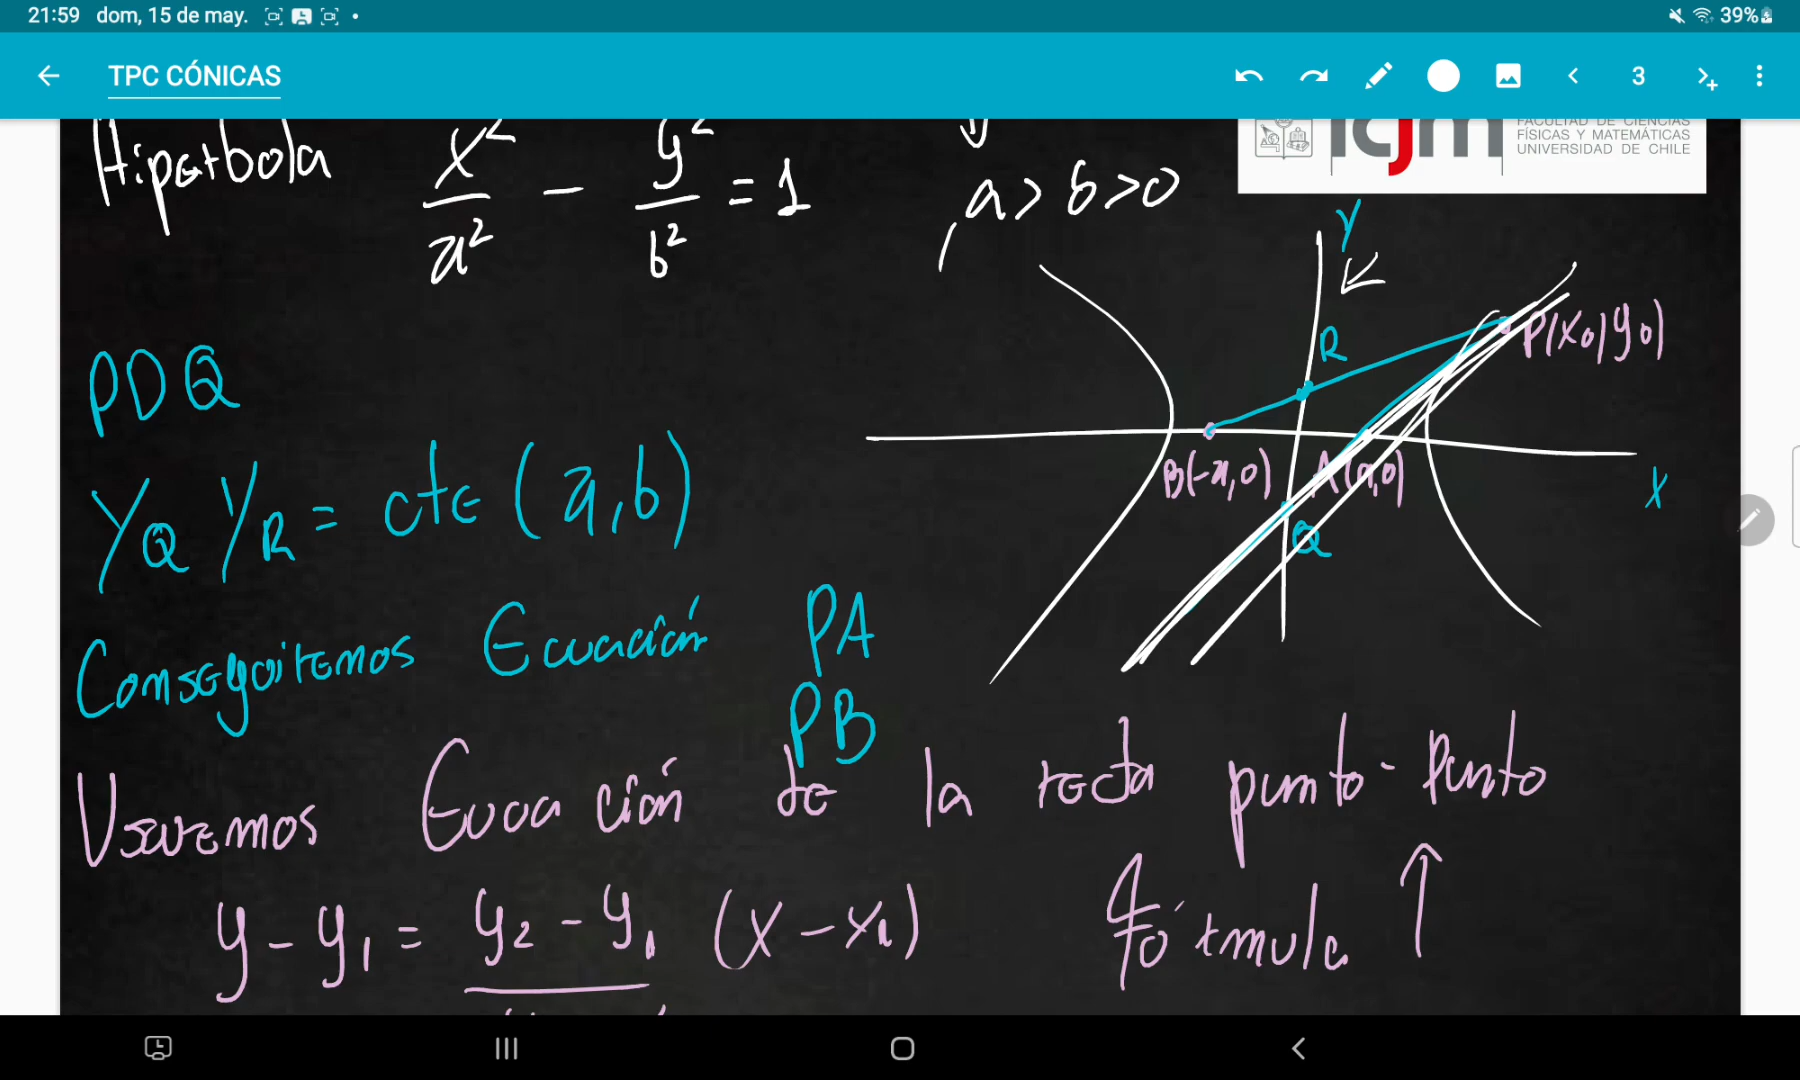 21:59 dom, 15 de may. 39%
TPC CÓNICAS 3
FACULTAD DE CIENCIAS
FÍSICAS Y MATEMÁTICAS
UNIVERSIDAD DE CHILE
Hipérbola x²/a² - y²/b² = 1 , a > b > 0
Y
R
P(x₀, y₀)
B(-a,0) A(a,0)
X
Q
PDQ
Y_Q Y_R = cte (a,b)
Conseguiremos Ecuación PA
PB
Usaremos Ecuación de la recta punto - Punto
y - y₁ = y₂ - y₁ (x - x₁) fórmula ↑